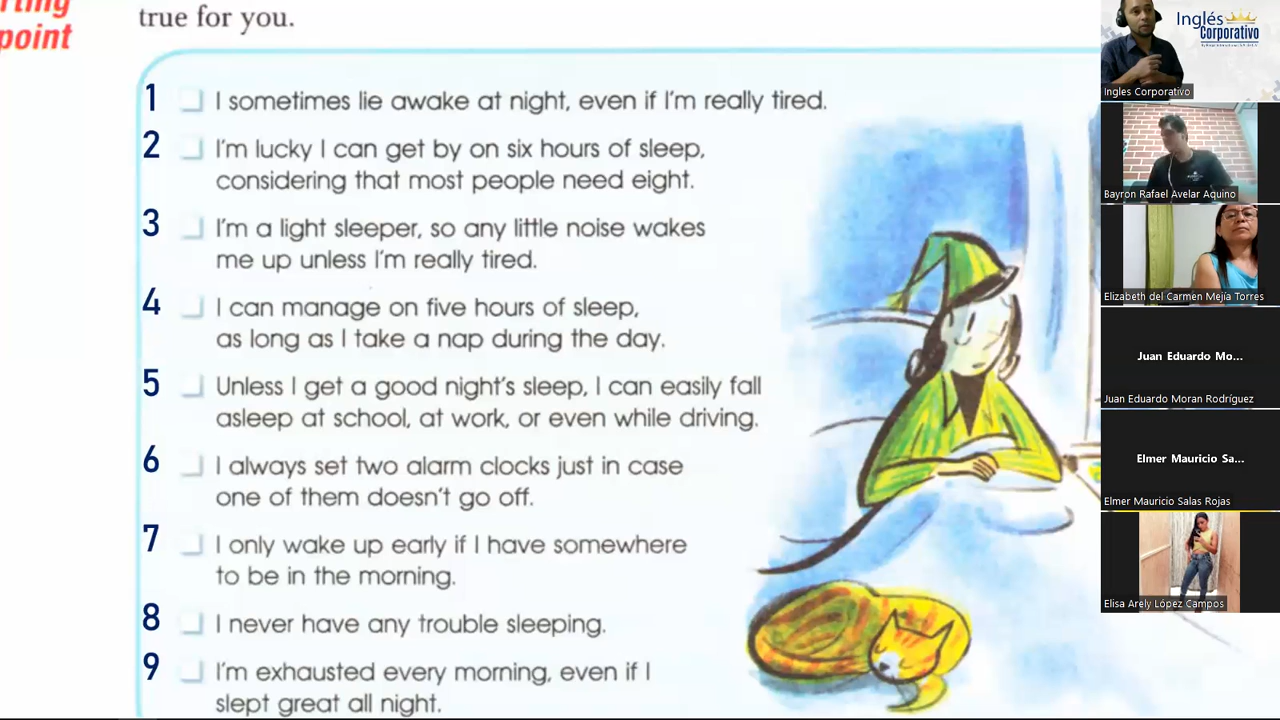 rting
point
true for you.
1 I sometimes lie awake at night, even if I'm really tired.
2 I'm lucky I can get by on six hours of sleep,
considering that most people need eight.
3 I'm a light sleeper, so any little noise wakes
me up unless I'm really tired.
4 I can manage on five hours of sleep,
as long as I take a nap during the day.
5 Unless I get a good night's sleep, I can easily fall
asleep at school, at work, or even while driving.
6 I always set two alarm clocks just in case
one of them doesn't go off.
7 I only wake up early if I have somewhere
to be in the morning.
8 I never have any trouble sleeping.
9 I'm exhausted every morning, even if I
slept great all night.
Inglés
Corporativo
Ingles Corporativo
Bayron Rafael Avelar Aquino
Elizabeth del Carmen Mejía Torres
Juan Eduardo Mo...
Juan Eduardo Moran Rodríguez
Elmer Mauricio Sa...
Elmer Mauricio Salas Rojas
Elisa Arely López Campos